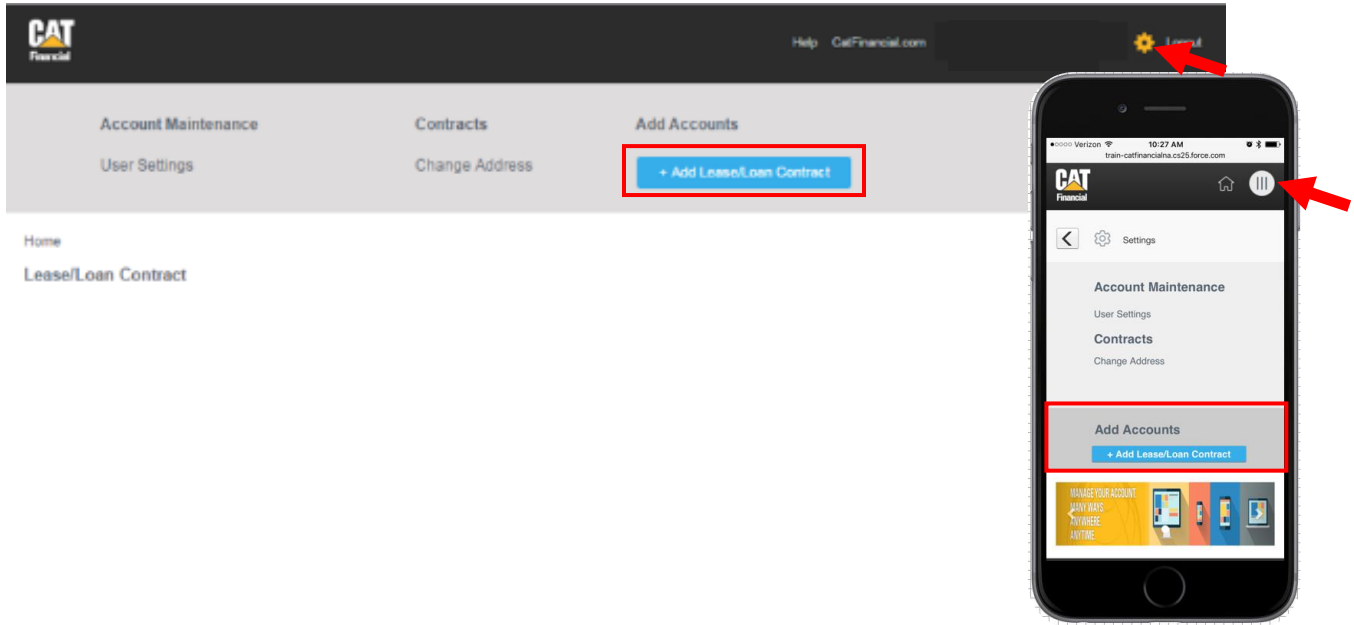 CAT
Financial
Help CatFinancial.com Logout
Account Maintenance Contracts Add Accounts
User Settings Change Address + Add Lease/Loan Contract
Home
Lease/Loan Contract
Verizon 10:27 AM
train-catfinancialna.cs25.force.com
CAT
Financial
Settings
Account Maintenance
User Settings
Contracts
Change Address
Add Accounts
+ Add Lease/Loan Contract
MANAGE YOUR ACCOUNT.
MANY WAYS.
ANYWHERE.
ANYTIME.